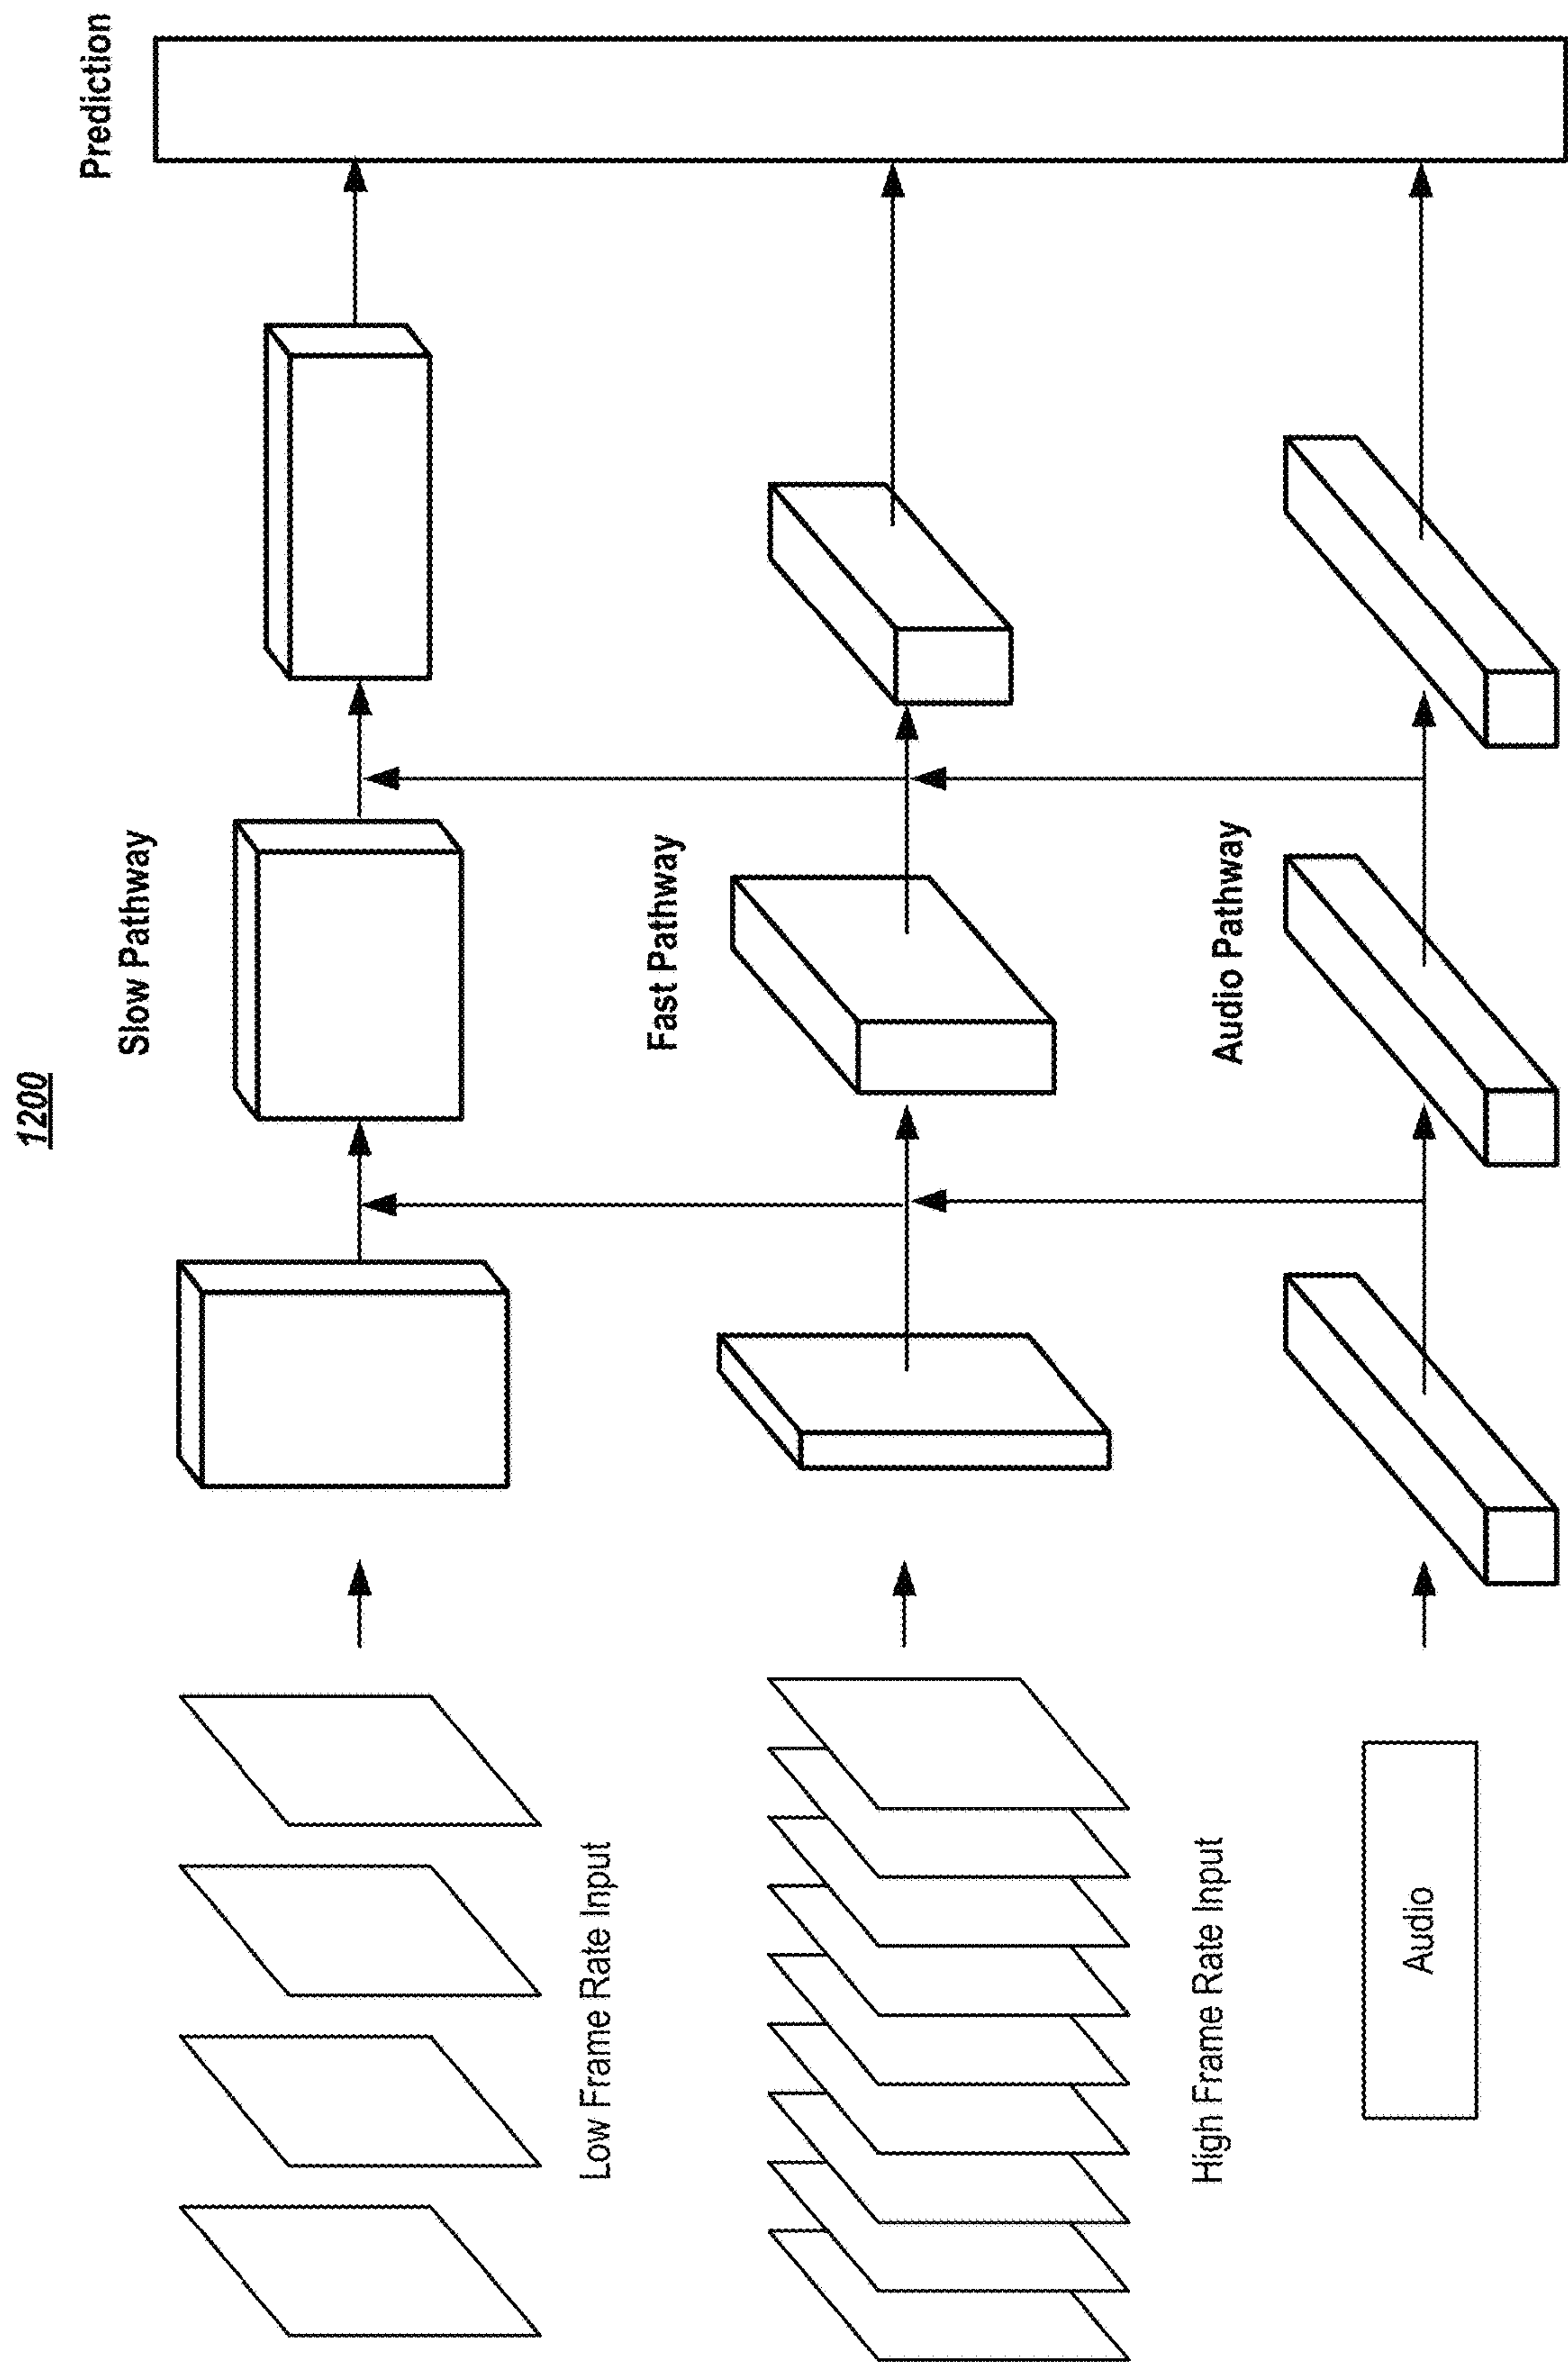 1200
Prediction
Slow Pathway
Fast Pathway
Audio Pathway
Low Frame Rate Input
High Frame Rate Input
Audio